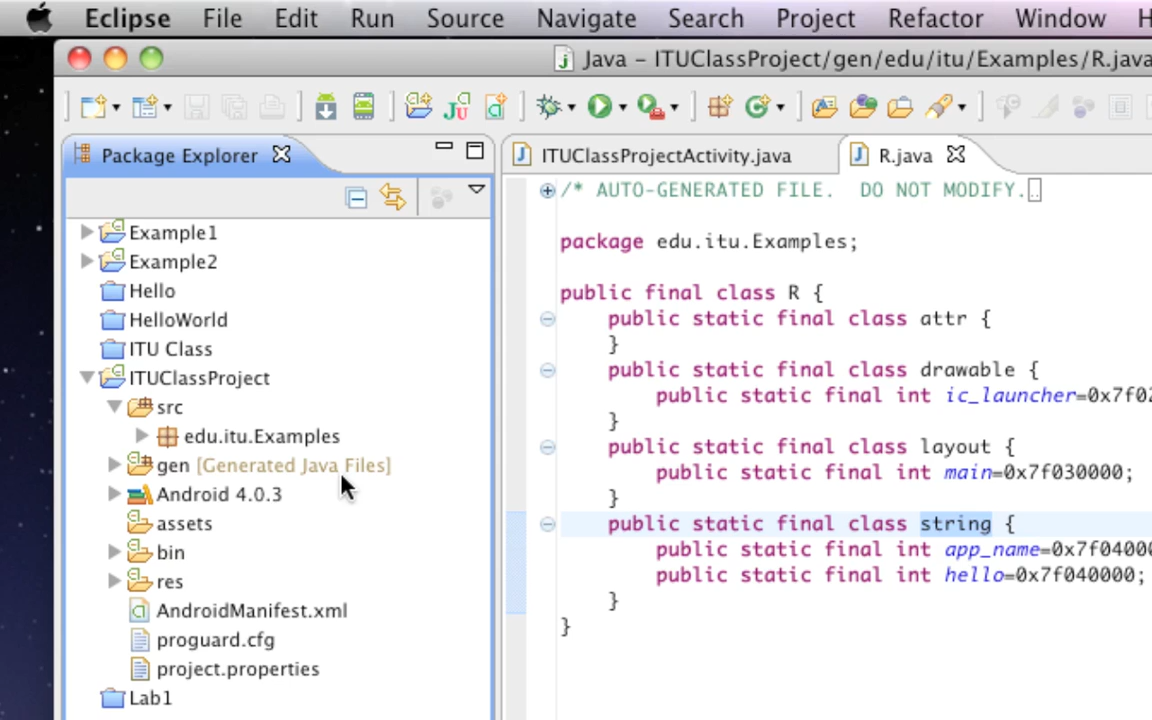 Eclipse File Edit Run Source Navigate Search Project Refactor Window
Java – ITUClassProject/gen/edu/itu/Examples/R.java
Package Explorer
ITUClassProjectActivity.java
R.java
Example1
Example2
Hello
HelloWorld
ITU Class
ITUClassProject
src
edu.itu.Examples
gen [Generated Java Files]
Android 4.0.3
assets
bin
res
AndroidManifest.xml
proguard.cfg
project.properties
Lab1
/* AUTO-GENERATED FILE.  DO NOT MODIFY.
package edu.itu.Examples;
public final class R {
public static final class attr {
}
public static final class drawable {
public static final int ic_launcher=0x7f02
}
public static final class layout {
public static final int main=0x7f030000;
}
public static final class string {
public static final int app_name=0x7f0400
public static final int hello=0x7f040000;
}
}